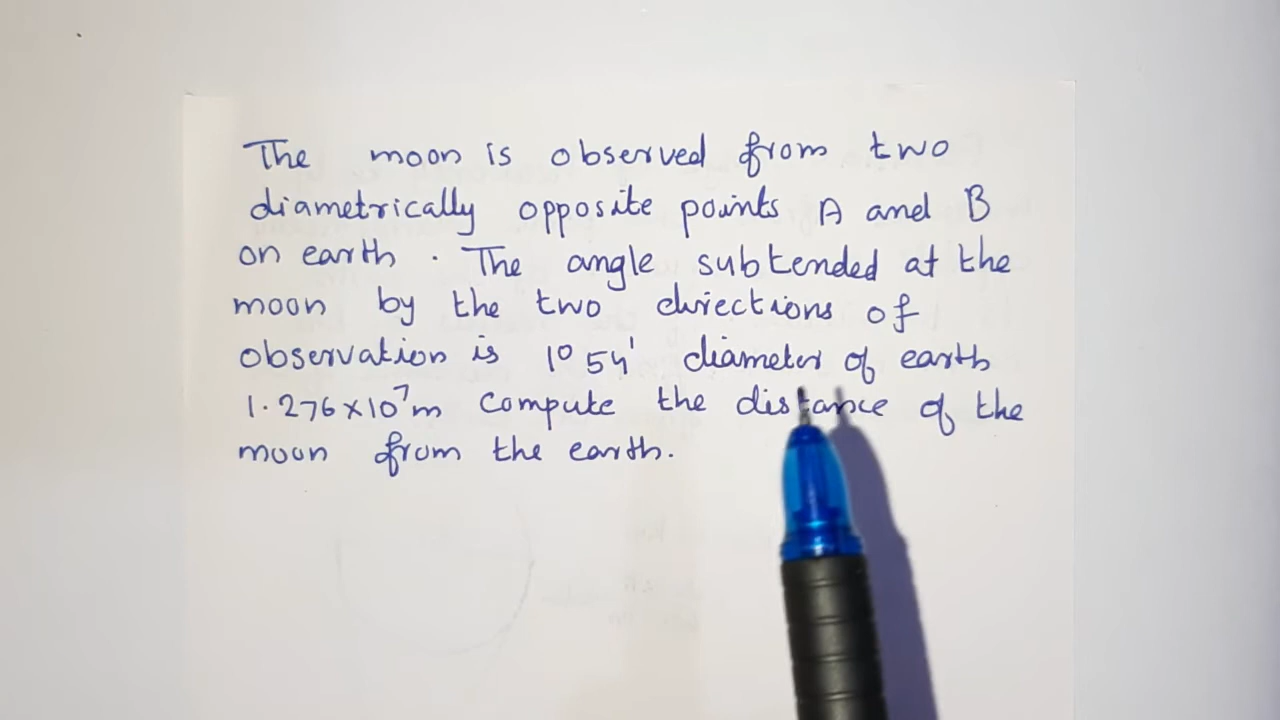 The moon is observed from two
diametrically opposite points A and B
on earth. The angle subtended at the
moon by the two directions of
observation is 1° 54' diameter of earth
1.276×10⁷m compute the distance of the
moon from the earth.